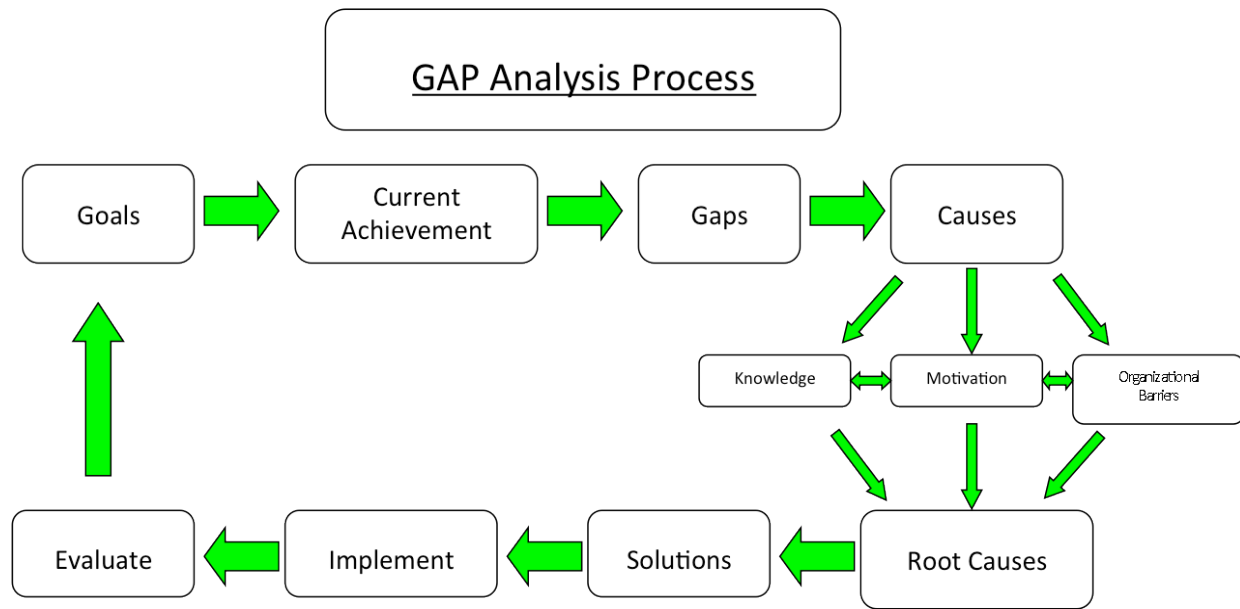 GAP Analysis Process
Goals
Current
Achievement
Gaps
Causes
Knowledge
Motivation
Organizational
Barriers
Evaluate
Implement
Solutions
Root Causes